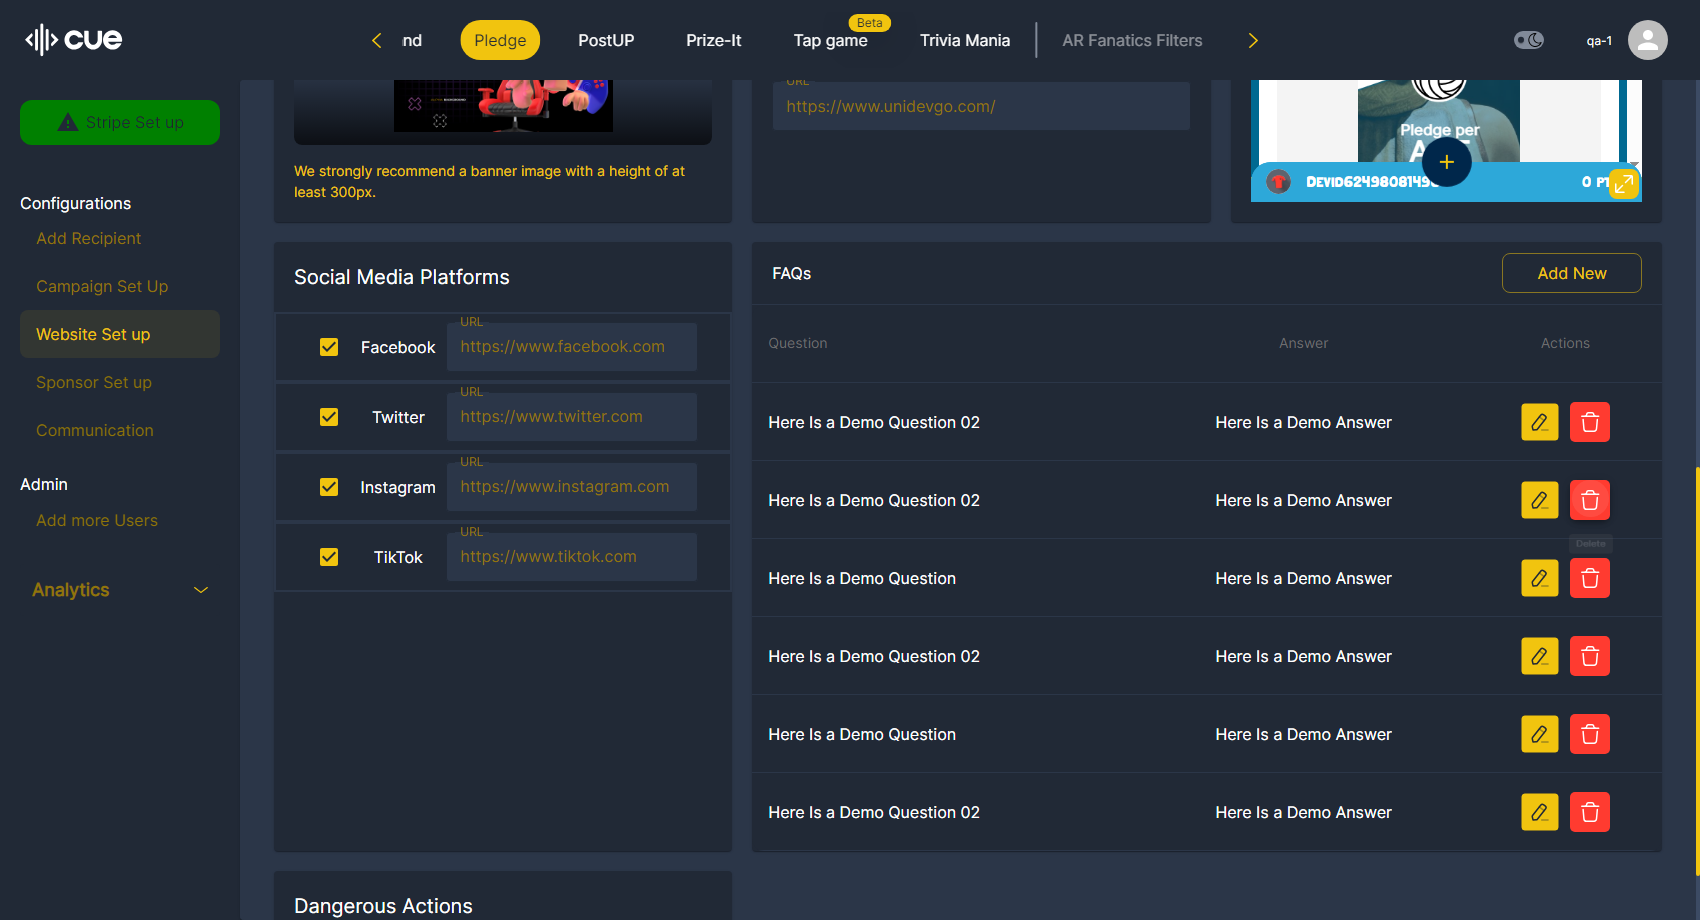 cue
nd
Pledge
PostUP
Prize-It
Beta
Tap game
Trivia Mania
AR Fanatics Filters
qa-1
Stripe Set up
Configurations
Add Recipient
Campaign Set Up
Website Set up
Sponsor Set up
Communication
Admin
Add more Users
Analytics
We strongly recommend a banner image with a height of at
least 300px.
URL
https://www.unidevgo.com/
Pledge per
0 PT
Social Media Platforms
Facebook
URL
https://www.facebook.com
Twitter
URL
https://www.twitter.com
Instagram
URL
https://www.instagram.com
TikTok
URL
https://www.tiktok.com
FAQs
Add New
Question Answer Actions
Here Is a Demo Question 02 Here Is a Demo Answer
Here Is a Demo Question 02 Here Is a Demo Answer
Delete
Here Is a Demo Question Here Is a Demo Answer
Here Is a Demo Question 02 Here Is a Demo Answer
Here Is a Demo Question Here Is a Demo Answer
Here Is a Demo Question 02 Here Is a Demo Answer
Dangerous Actions